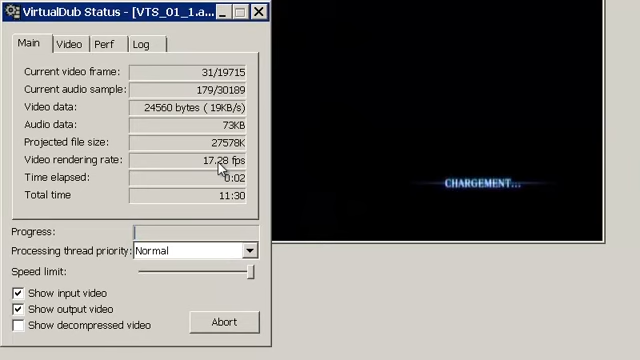 VirtualDub Status - [VTS_01_1.a...
Main Video Perf Log
Current video frame: 31/19715
Current audio sample: 179/30189
Video data: 24560 bytes ( 19KB/s)
Audio data: 73KB
Projected file size: 27578K
Video rendering rate: 17.28 fps
Time elapsed: 0:02
Total time 11:30
CHARGEMENT...
Progress:
Processing thread priority: Normal
Speed limit:
Show input video
Show output video
Show decompressed video
Abort